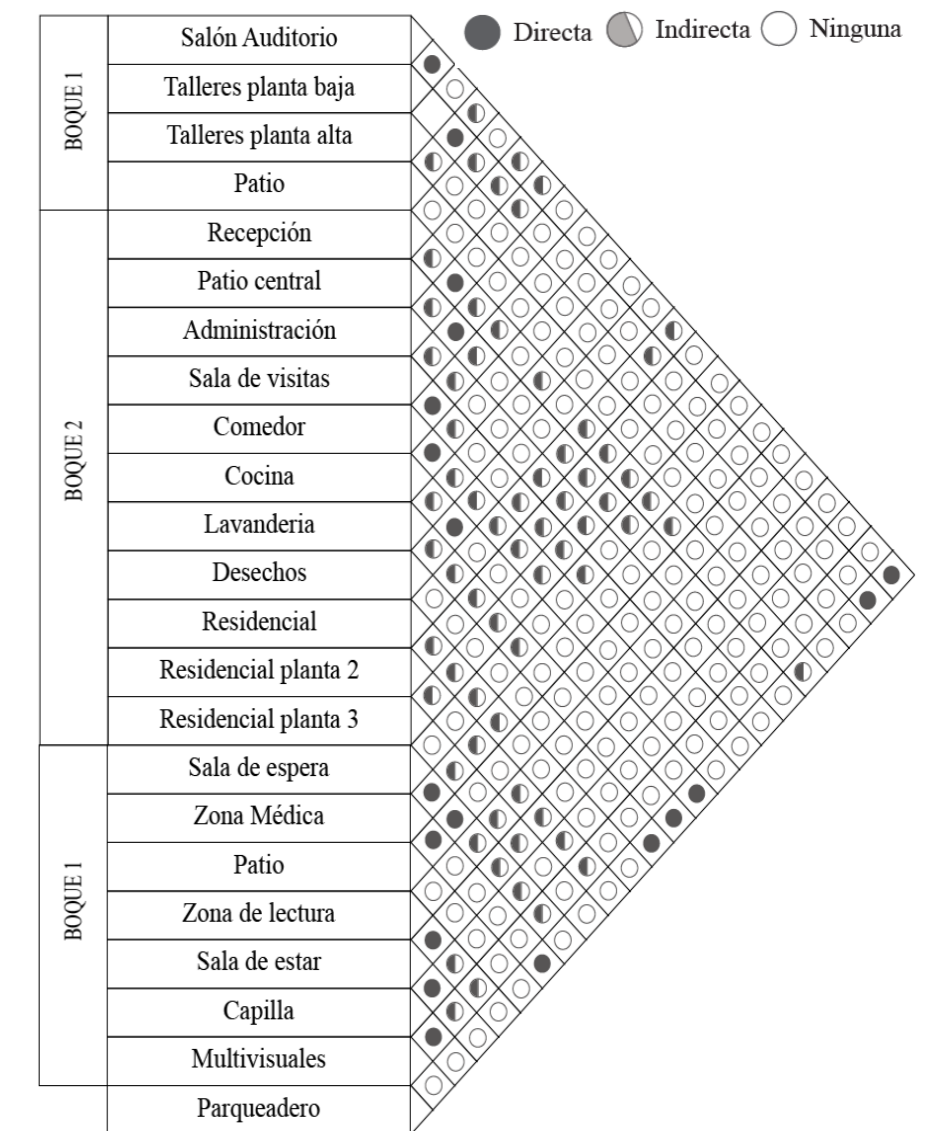 Directa Indirecta Ninguna
BOQUE 1
Salón Auditorio
Talleres planta baja
Talleres planta alta
Patio
BOQUE 2
Recepción
Patio central
Administración
Sala de visitas
Comedor
Cocina
Lavanderia
Desechos
Residencial
Residencial planta 2
Residencial planta 3
BOQUE 1
Sala de espera
Zona Médica
Patio
Zona de lectura
Sala de estar
Capilla
Multivisuales
Parqueadero